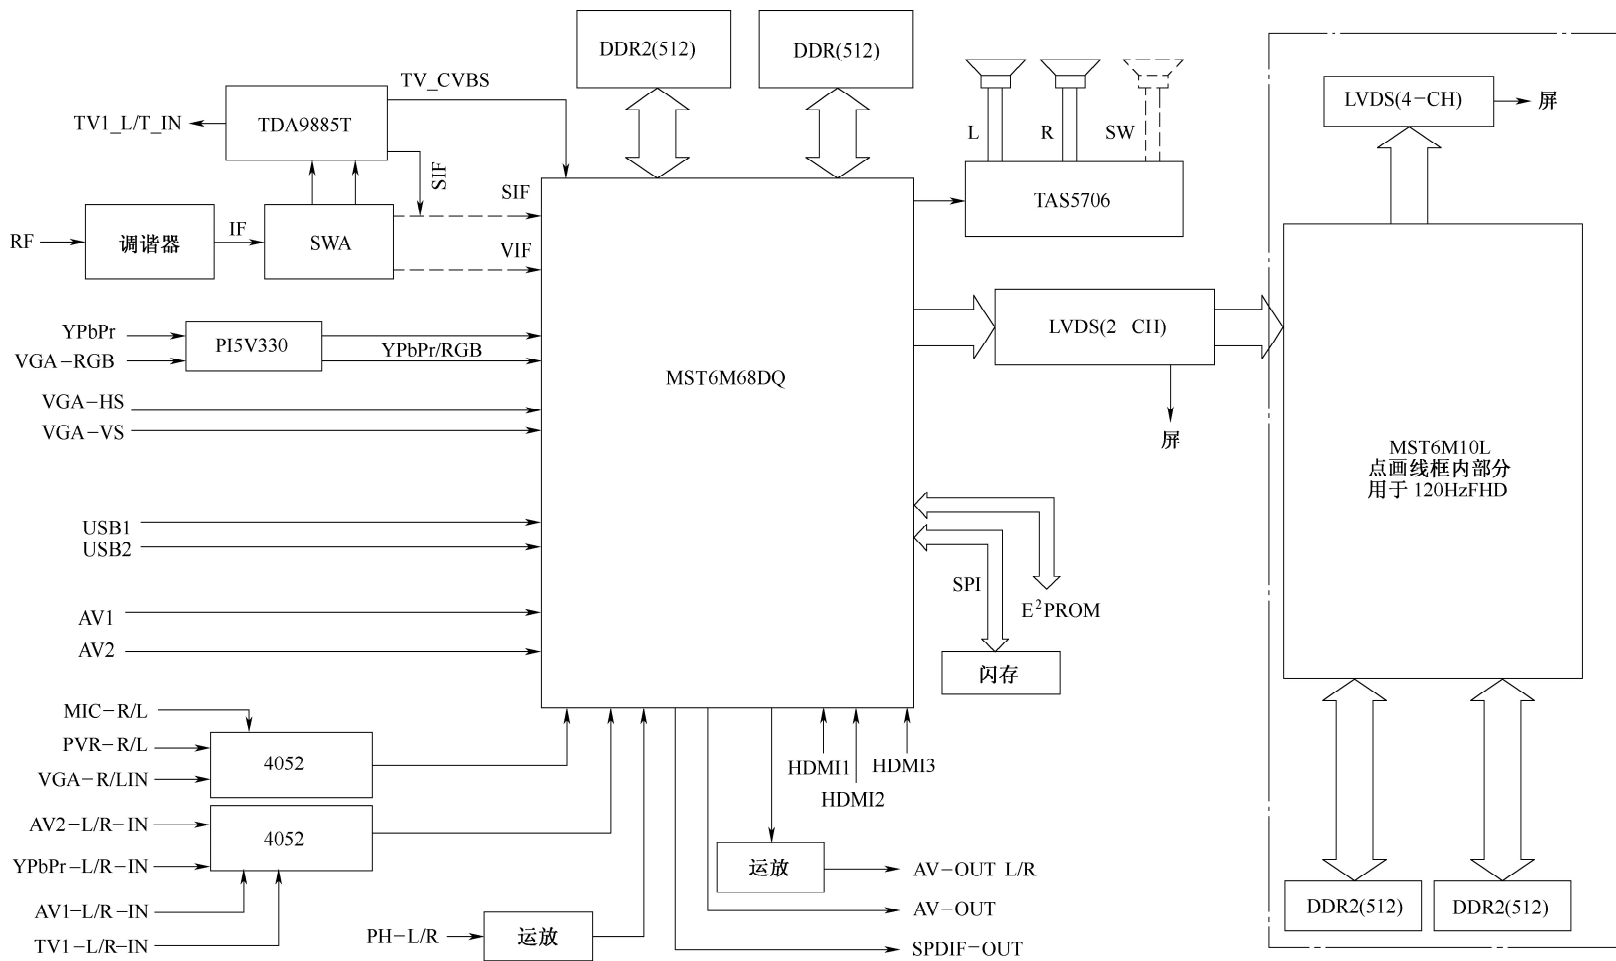 DDR2(512)
DDR(512)
TV_CVBS
TV1_L/T_IN
TDA9885T
SIF
L
R
SW
LVDS(4-CH)
屏
SIF
TAS5706
RF
调谐器
IF
SWA
VIF
YPbPr
VGA-RGB
PI5V330
YPbPr/RGB
LVDS(2 CII)
屏
MST6M68DQ
VGA-HS
VGA-VS
MST6M10L
点画线框内部分
用于 120HzFHD
USB1
USB2
SPI
E²PROM
AV1
AV2
闪存
MIC-R/L
PVR-R/L
VGA-R/LIN
4052
HDMI1
HDMI2
HDMI3
AV2-L/R-IN
YPbPr-L/R-IN
4052
AV1-L/R-IN
TV1-L/R-IN
运放
AV-OUT L/R
AV-OUT
PH-L/R
运放
SPDIF-OUT
DDR2(512)
DDR2(512)